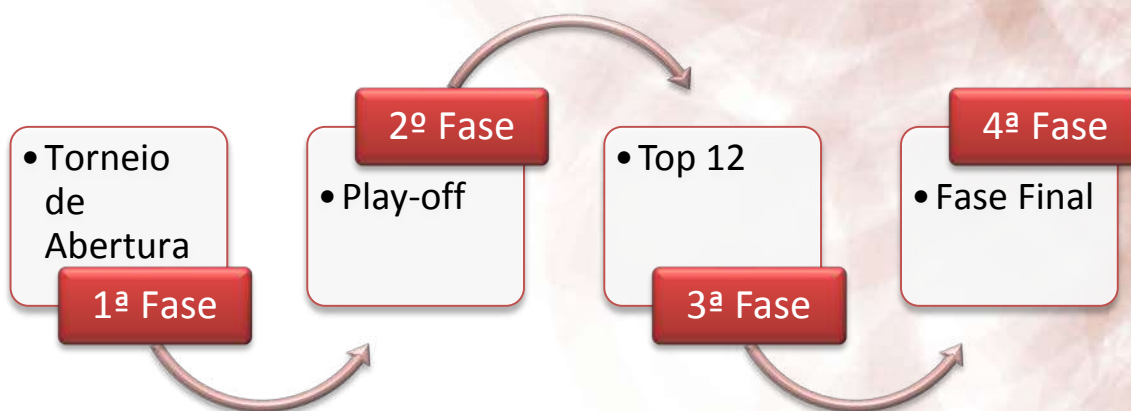 • Torneio
de
Abertura
1ª Fase
2º Fase
• Play-off
• Top 12
3ª Fase
4ª Fase
• Fase Final